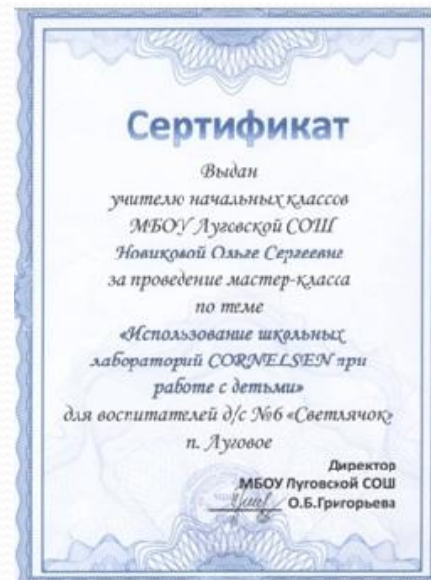 Сертификат
Выдан
учителю начальных классов
МБОУ Луговской СОШ
Новиковой Ольге Сергеевне
за проведение мастер-класса
по теме
«Использование школьных
лабораторий CORNELSEN при
работе с детьми»
для воспитателей д/с №6 «Светлячок»
п. Луговое
Директор
МБОУ Луговской СОШ
О.Б.Григорьева